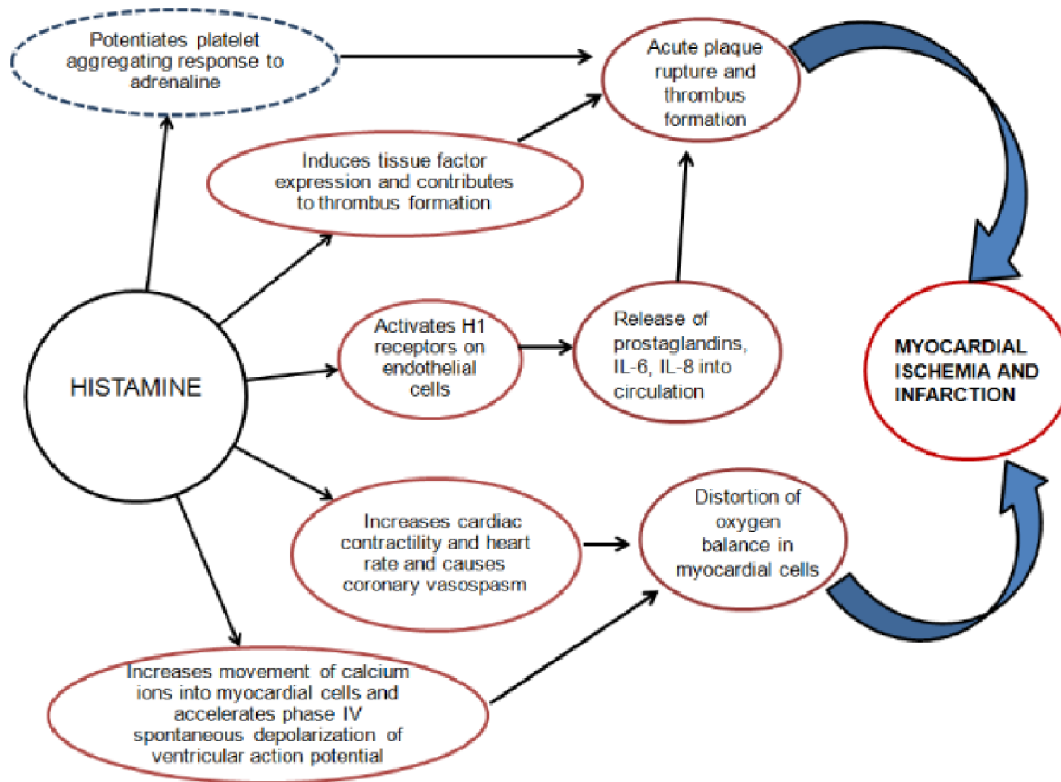 Potentiates platelet
aggregating response to
adrenaline
Acute plaque
rupture and
thrombus
formation
Induces tissue factor
expression and contributes
to thrombus formation
HISTAMINE
Activates H1
receptors on
endothelial
cells
Release of
prostaglandins,
IL-6, IL-8 into
circulation
MYOCARDIAL
ISCHEMIA AND
INFARCTION
Increases cardiac
contractility and heart
rate and causes
coronary vasospasm
Distortion of
oxygen
balance in
myocardial cells
Increases movement of calcium
ions into myocardial cells and
accelerates phase IV
spontaneous depolarization of
ventricular action potential